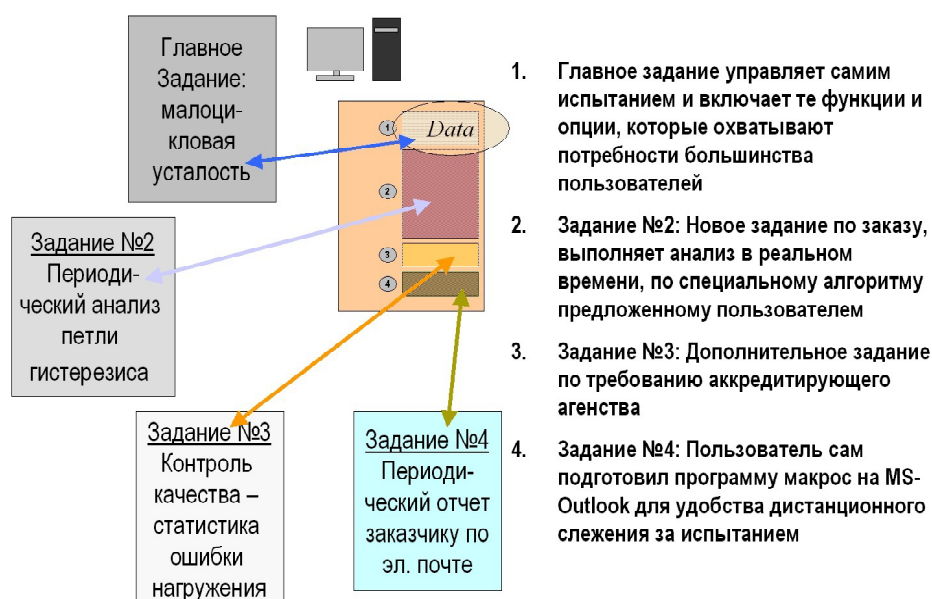 Главное
Задание:
малоци-
кловая
усталость
1
Data
2
3
4
Задание №2
Периоди-
ческий анализ
петли
гистерезиса
Задание №3
Контроль
качества –
статистика
ошибки
нагружения
Задание №4
Периоди-
ческий отчет
заказчику по
эл. почте
1. Главное задание управляет самим
испытанием и включает те функции и
опции, которые охватывают
потребности большинства
пользователей
2. Задание №2: Новое задание по заказу,
выполняет анализ в реальном
времени, по специальному алгоритму
предложенному пользователем
3. Задание №3: Дополнительное задание
по требованию аккредитирующего
агенства
4. Задание №4: Пользователь сам
подготовил программу макрос на MS-
Outlook для удобства дистанционного
слежения за испытанием